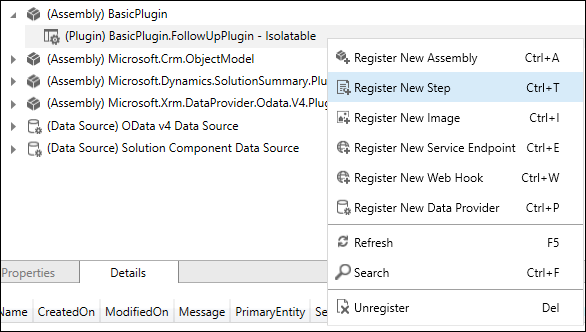 (Assembly) BasicPlugin
(Plugin) BasicPlugin.FollowUpPlugin - Isolatable
(Assembly) Microsoft.Crm.ObjectModel
(Assembly) Microsoft.Dynamics.SolutionSummary.Plu
(Assembly) Microsoft.Xrm.DataProvider.Odata.V4.Plug
(Data Source) OData v4 Data Source
(Data Source) Solution Component Data Source
Register New Assembly Ctrl+A
Register New Step Ctrl+T
Register New Image Ctrl+I
Register New Service Endpoint Ctrl+E
Register New Web Hook Ctrl+W
Register New Data Provider Ctrl+P
Refresh F5
Search Ctrl+F
Unregister Del
Properties Details
Name CreatedOn ModifiedOn Message PrimaryEntity Se